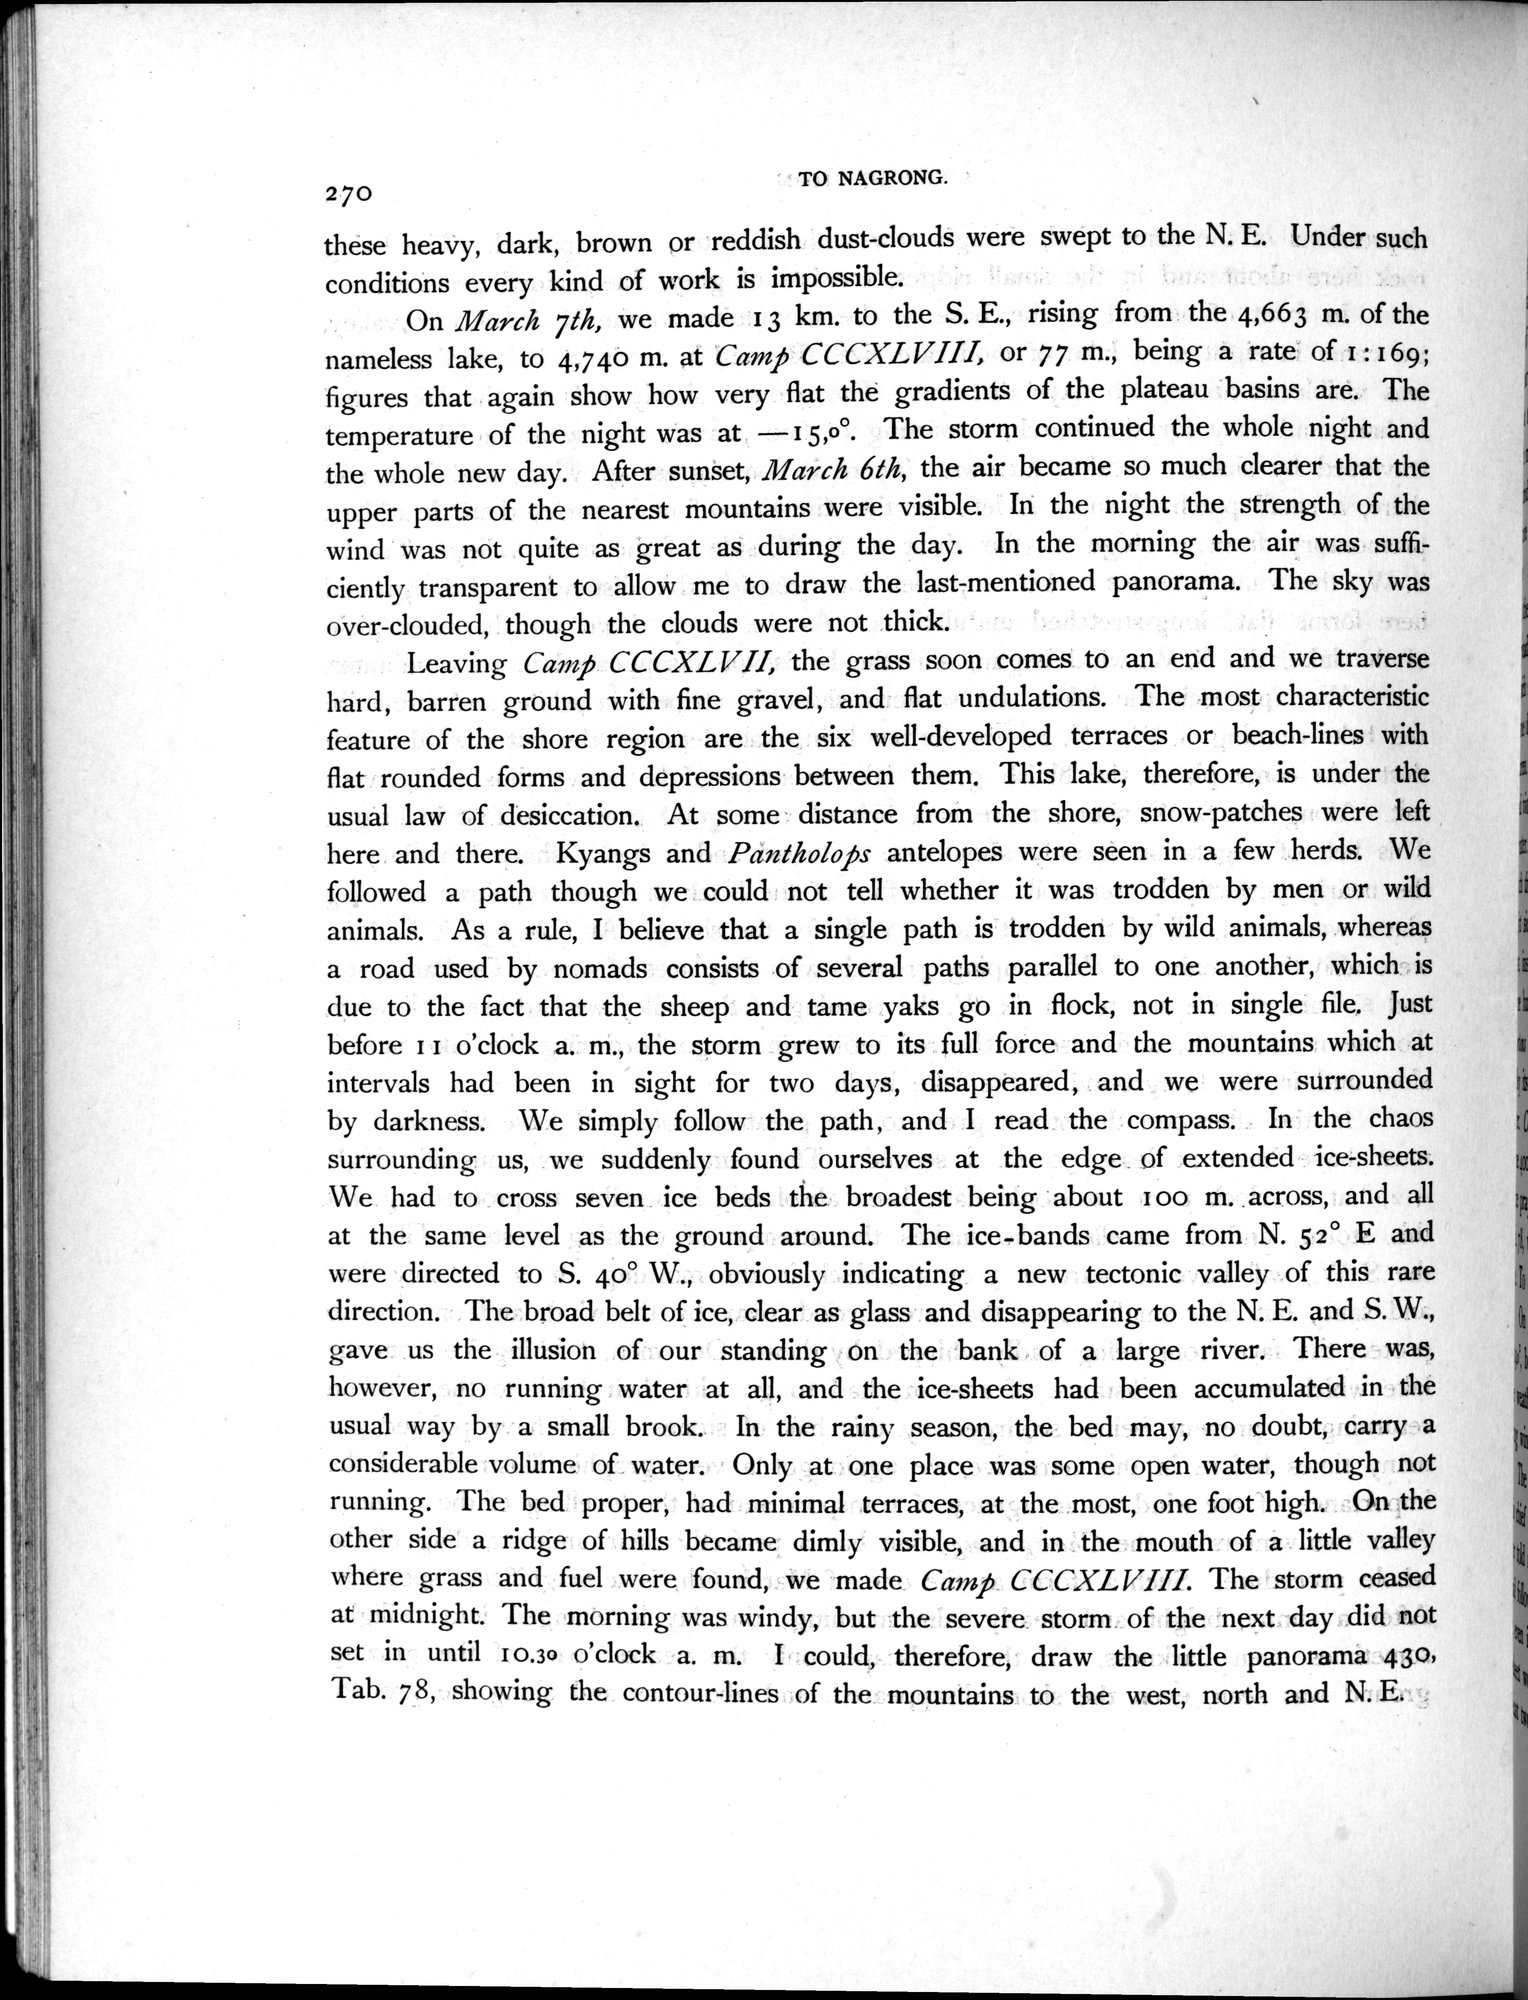 270
TO NAGRONG.
these heavy, dark, brown or reddish dust-clouds were swept to the N. E. Under such
conditions every kind of work is impossible.
On March 7th, we made 13 km. to the S. E., rising from the 4,663 m. of the
nameless lake, to 4,740 m. at Camp CCCXLVIII, or 77 m., being a rate of 1:169;
figures that again show how very flat the gradients of the plateau basins are. The
temperature of the night was at —15,0°. The storm continued the whole night and
the whole new day. After sunset, March 6th, the air became so much clearer that the
upper parts of the nearest mountains were visible. In the night the strength of the
wind was not quite as great as during the day. In the morning the air was suffi-
ciently transparent to allow me to draw the last-mentioned panorama. The sky was
over-clouded, though the clouds were not thick.
Leaving Camp CCCXLVII, the grass soon comes to an end and we traverse
hard, barren ground with fine gravel, and flat undulations. The most characteristic
feature of the shore region are the six well-developed terraces or beach-lines with
flat rounded forms and depressions between them. This lake, therefore, is under the
usual law of desiccation. At some distance from the shore, snow-patches were left
here and there. Kyangs and Pantholops antelopes were seen in a few herds. We
followed a path though we could not tell whether it was trodden by men or wild
animals. As a rule, I believe that a single path is trodden by wild animals, whereas
a road used by nomads consists of several paths parallel to one another, which is
due to the fact that the sheep and tame yaks go in flock, not in single file. Just
before 11 o'clock a. m., the storm grew to its full force and the mountains which at
intervals had been in sight for two days, disappeared, and we were surrounded
by darkness. We simply follow the path, and I read the compass. In the chaos
surrounding us, we suddenly found ourselves at the edge of extended ice-sheets.
We had to cross seven ice beds the broadest being about 100 m. across, and all
at the same level as the ground around. The ice-bands came from N. 52° E and
were directed to S. 40° W., obviously indicating a new tectonic valley of this rare
direction. The broad belt of ice, clear as glass and disappearing to the N. E. and S. W.,
gave us the illusion of our standing on the bank of a large river. There was,
however, no running water at all, and the ice-sheets had been accumulated in the
usual way by a small brook. In the rainy season, the bed may, no doubt, carry a
considerable volume of water. Only at one place was some open water, though not
running. The bed proper, had minimal terraces, at the most, one foot high. On the
other side a ridge of hills became dimly visible, and in the mouth of a little valley
where grass and fuel were found, we made Camp CCCXLVIII. The storm ceased
at midnight. The morning was windy, but the severe storm of the next day did not
set in until 10.30 o'clock a. m. I could, therefore, draw the little panorama 430,
Tab. 78, showing the contour-lines of the mountains to the west, north and N. E.